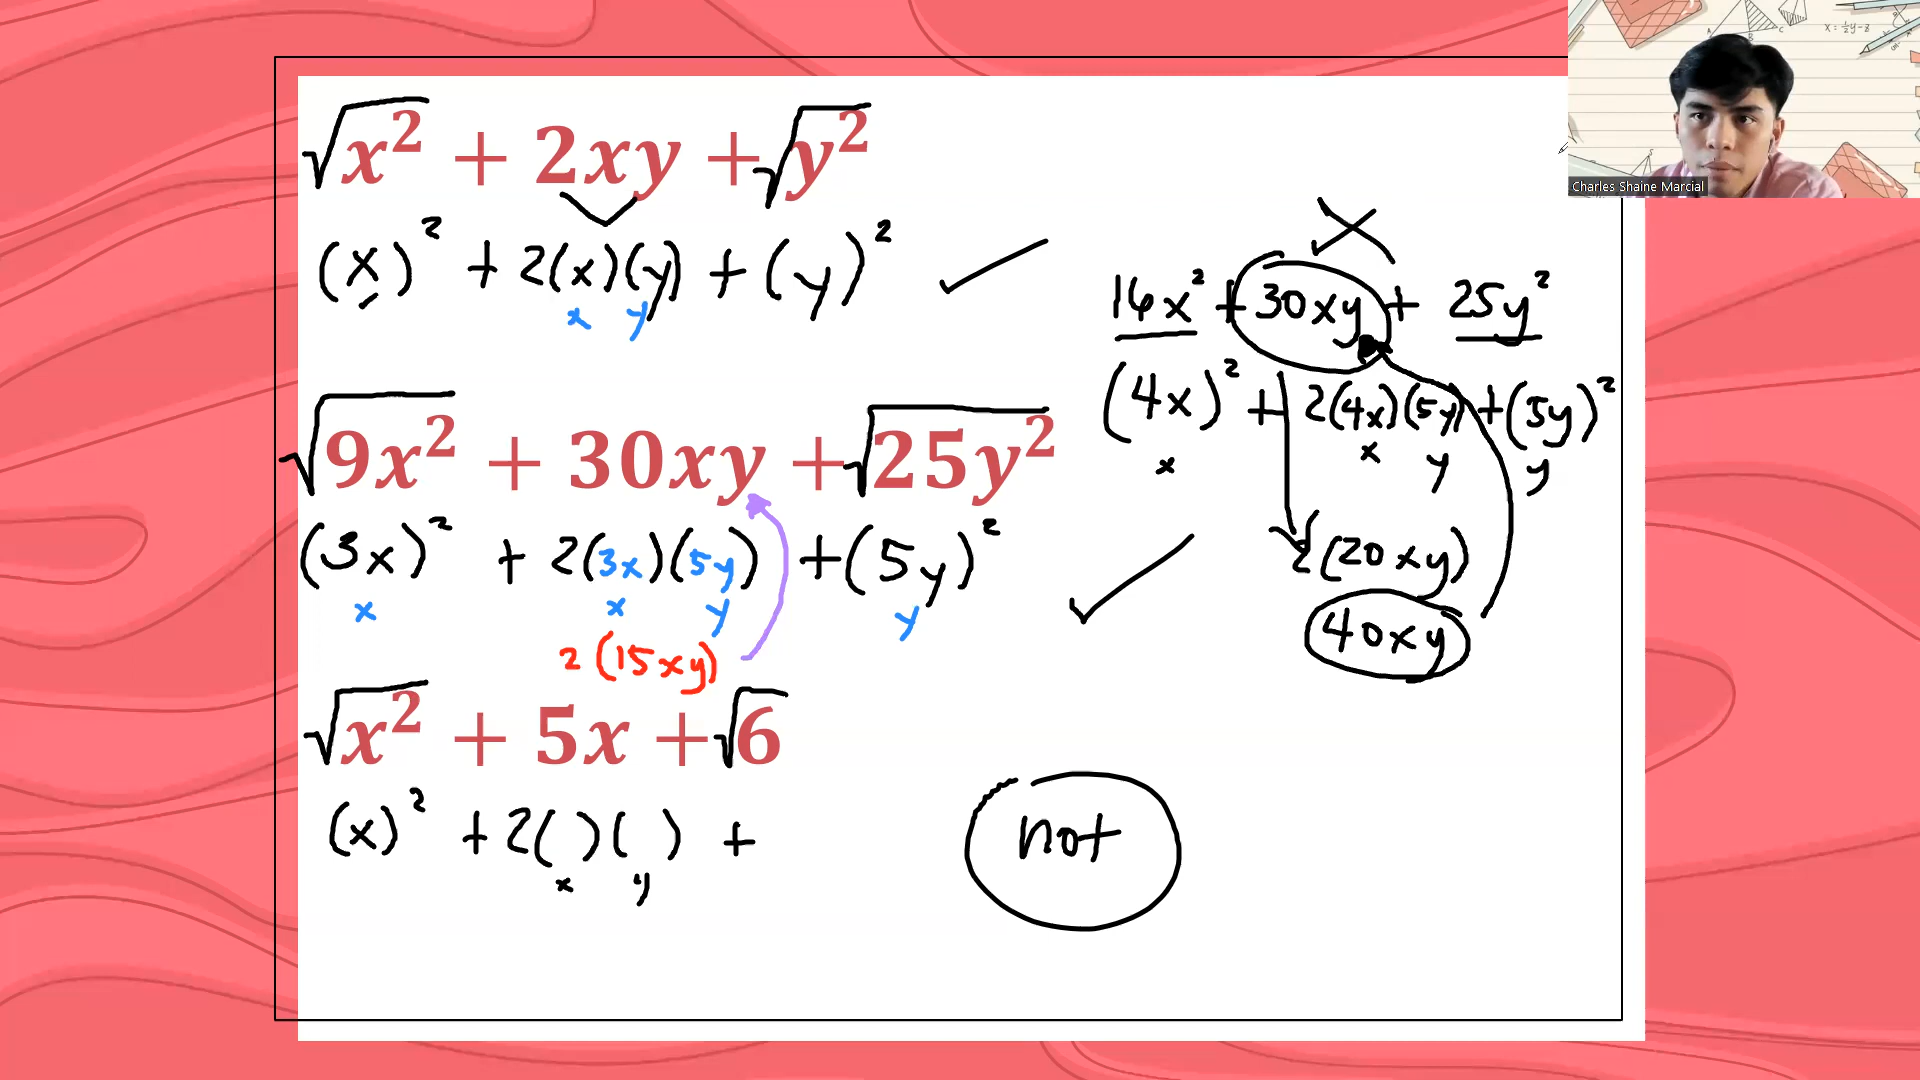 √x² + 2xy + √y²
(x)² + 2(x)(y) + (y)²
x y
√9x² + 30xy + √25y²
(3x)² + 2(3x)(5y) + (5y)²
x x y y
2(15xy)
√x² + 5x + √6
(x)² + 2( )( ) +
x y
not
16x² + 30xy + 25y²
(4x)² + 2(4x)(5y) + (5y)²
x x y y
2(20xy)
40xy
Charles Shaine Marcial